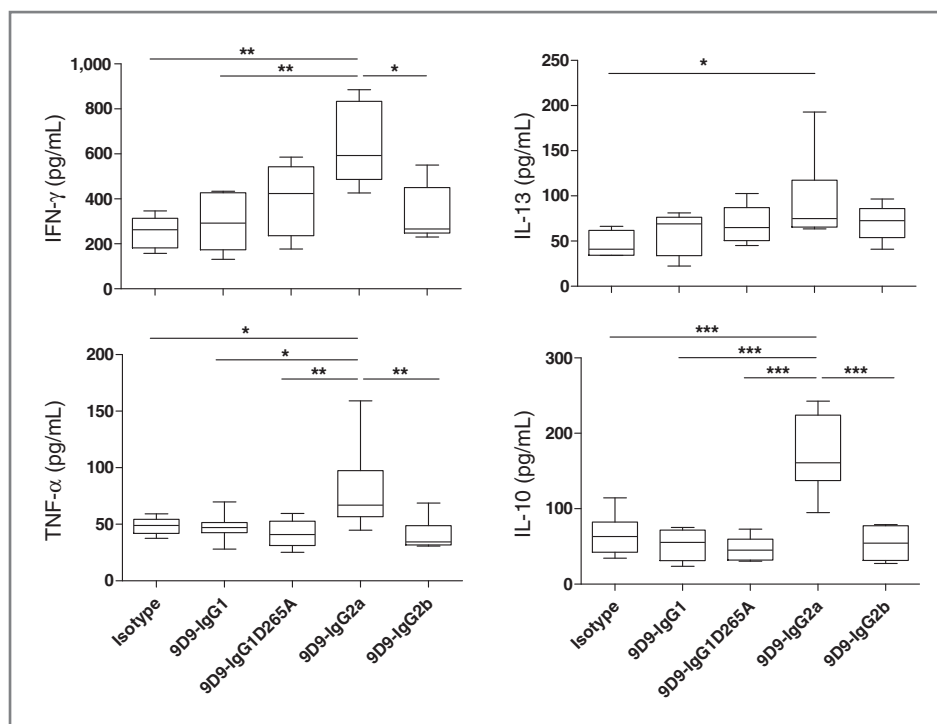 **
**
*
1,000
800
600
400
200
0
IFN-γ (pg/mL)
*
250
200
150
100
50
0
IL-13 (pg/mL)
*
*
**
**
200
150
100
50
0
TNF-α (pg/mL)
Isotype
9D9-IgG1
9D9-IgG1D265A
9D9-IgG2a
9D9-IgG2b
***
***
***
***
300
200
100
0
IL-10 (pg/mL)
Isotype
9D9-IgG1
9D9-IgG1D265A
9D9-IgG2a
9D9-IgG2b